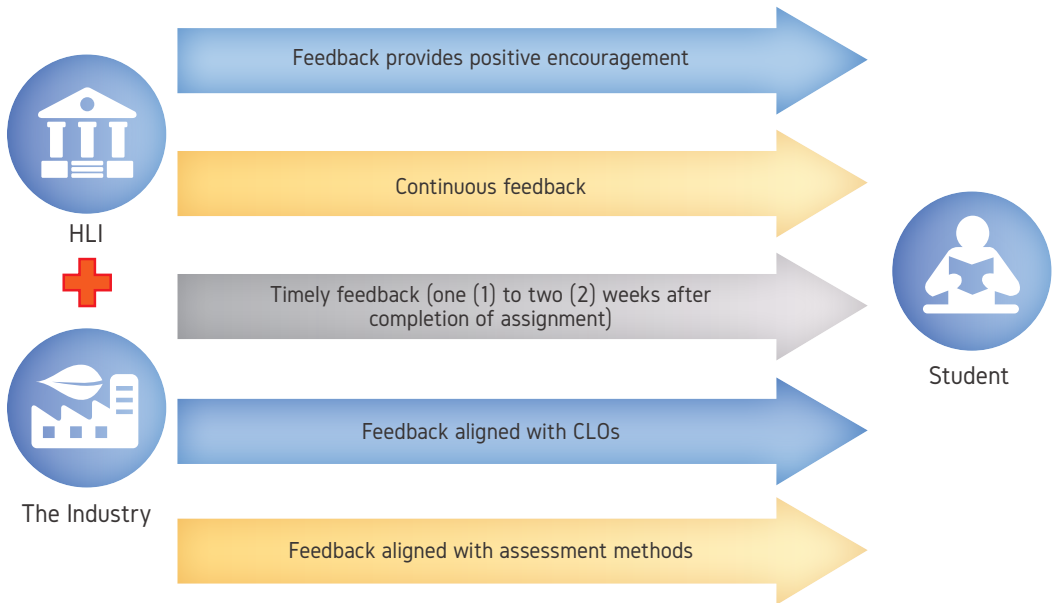 Feedback provides positive encouragement
HLI
Continuous feedback
Timely feedback (one (1) to two (2) weeks after
completion of assignment)
Student
The Industry
Feedback aligned with CLOs
Feedback aligned with assessment methods